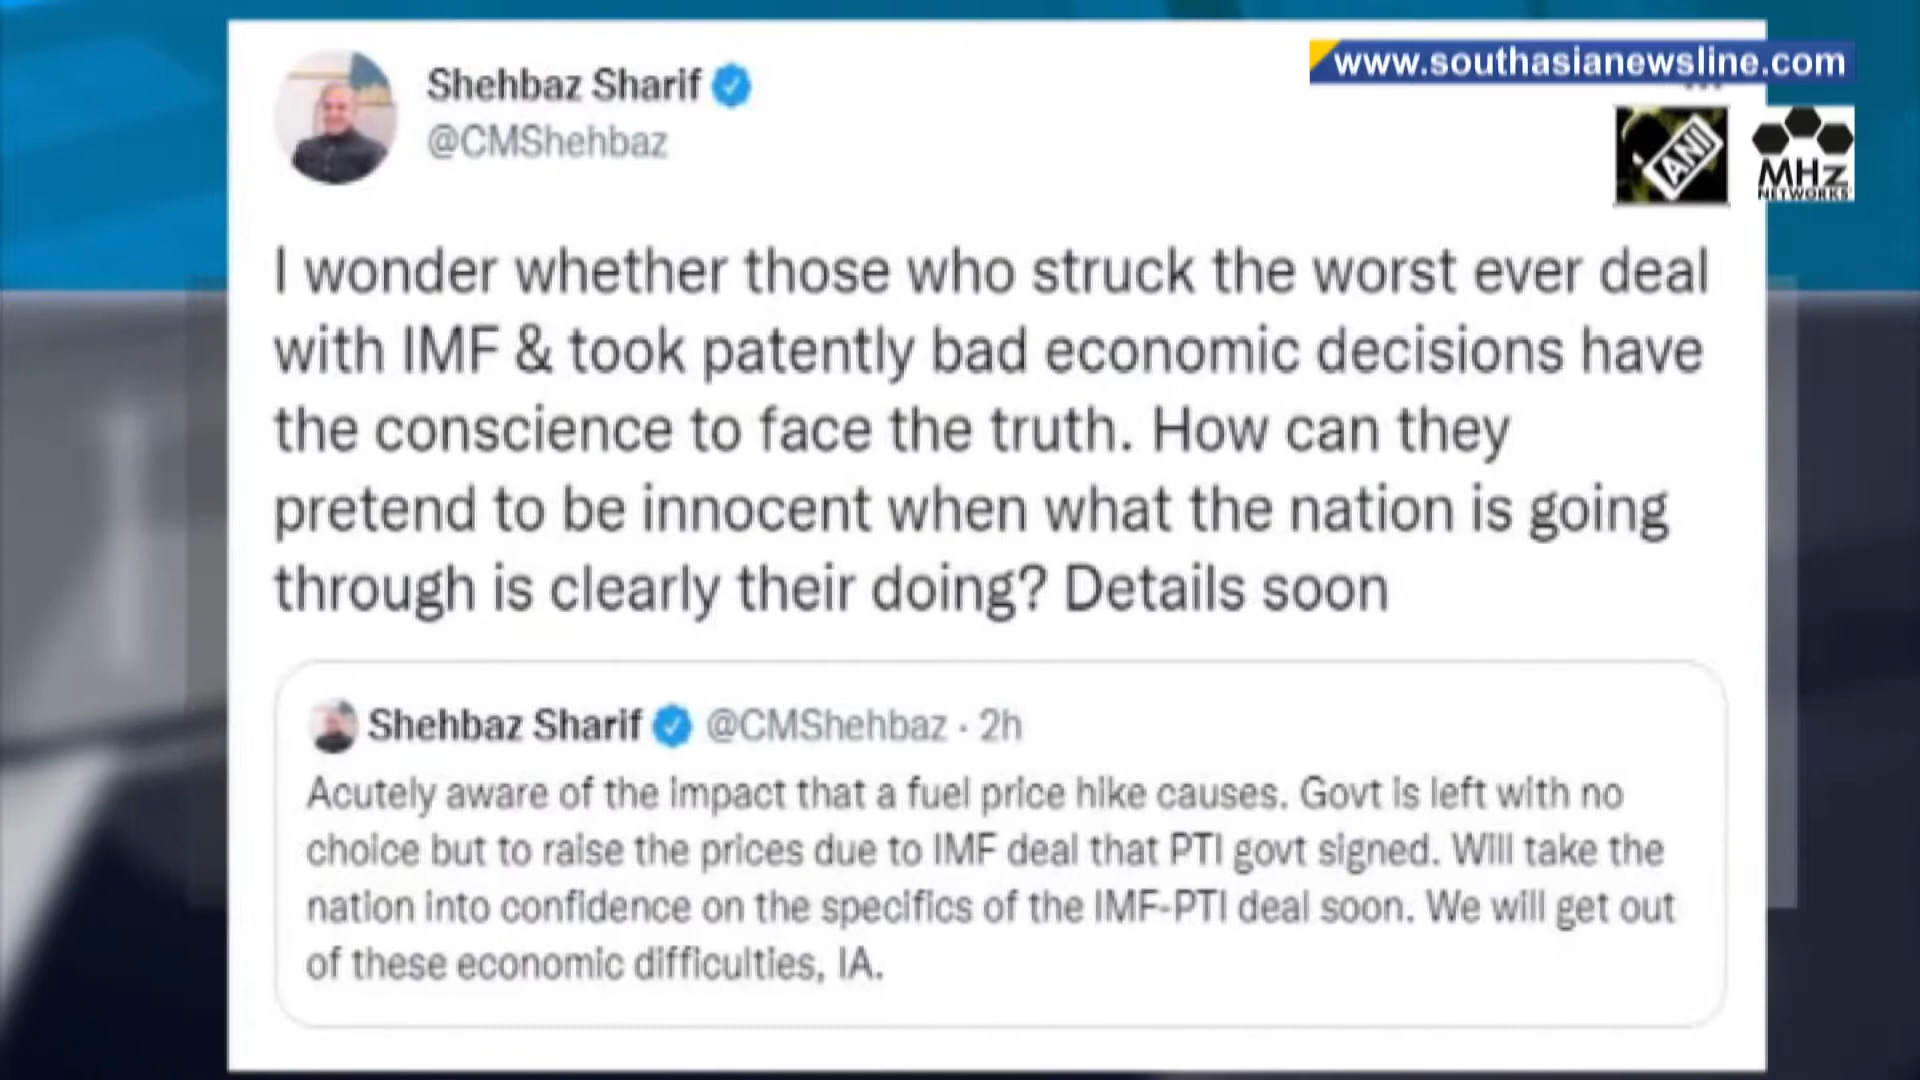 www.southasianewsline.com
Shehbaz Sharif
@CMShehbaz
ANI
MHz
NETWORKS
I wonder whether those who struck the worst ever deal
with IMF & took patently bad economic decisions have
the conscience to face the truth. How can they
pretend to be innocent when what the nation is going
through is clearly their doing? Details soon
Shehbaz Sharif @CMShehbaz · 2h
Acutely aware of the impact that a fuel price hike causes. Govt is left with no
choice but to raise the prices due to IMF deal that PTI govt signed. Will take the
nation into confidence on the specifics of the IMF-PTI deal soon. We will get out
of these economic difficulties, IA.